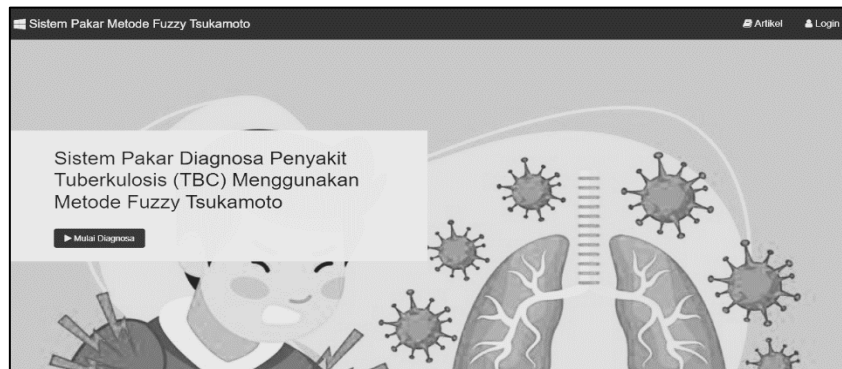 Sistem Pakar Metode Fuzzy Tsukamoto
Artikel
Login
Sistem Pakar Diagnosa Penyakit
Tuberkulosis (TBC) Menggunakan
Metode Fuzzy Tsukamoto
Mulai Diagnosa